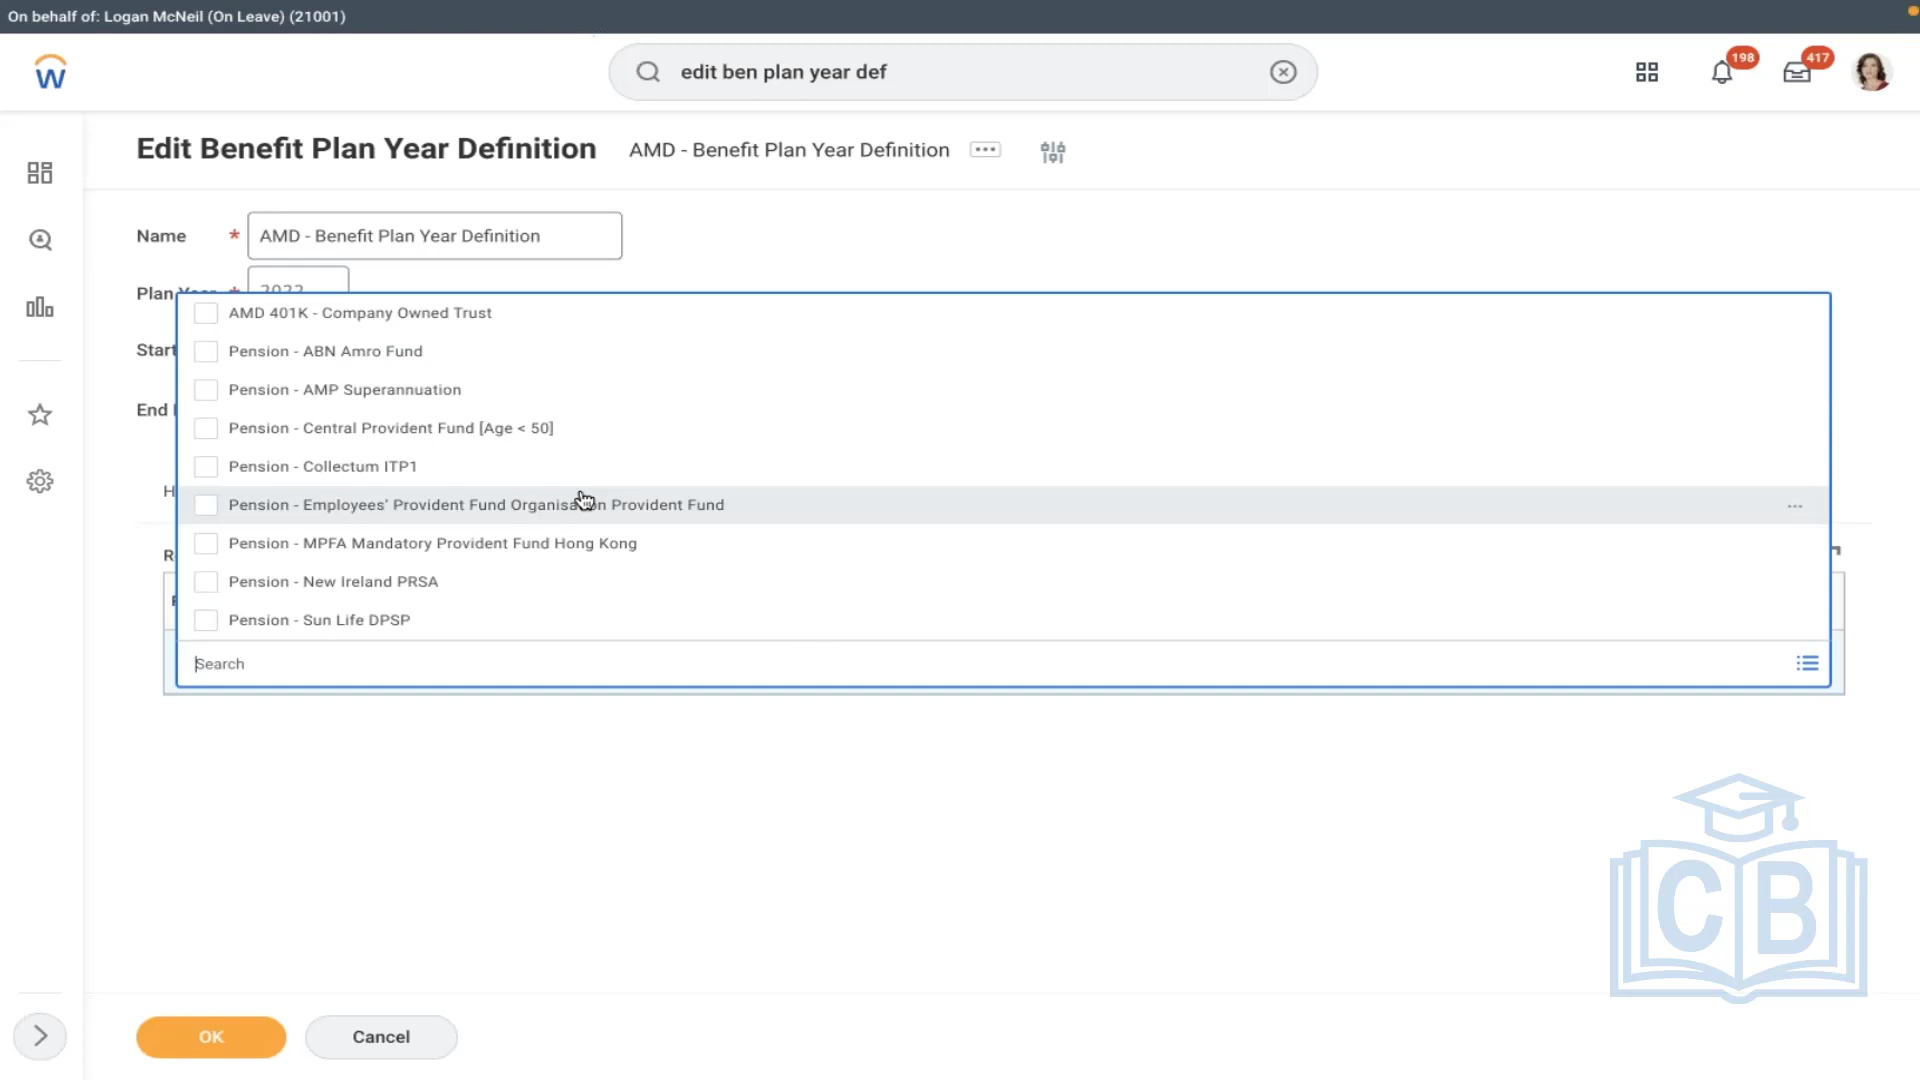 On behalf of: Logan McNeil (On Leave) (21001)
W
edit ben plan year def
198
417
Edit Benefit Plan Year Definition
AMD - Benefit Plan Year Definition
Name *
AMD - Benefit Plan Year Definition
Plan Year *
2022
AMD 401K - Company Owned Trust
Start
Pension - ABN Amro Fund
Pension - AMP Superannuation
End
Pension - Central Provident Fund [Age < 50]
Pension - Collectum ITP1
Pension - Employees’ Provident Fund Organisation Provident Fund
Pension - MPFA Mandatory Provident Fund Hong Kong
Pension - New Ireland PRSA
Pension - Sun Life DPSP
Search
CB
OK
Cancel